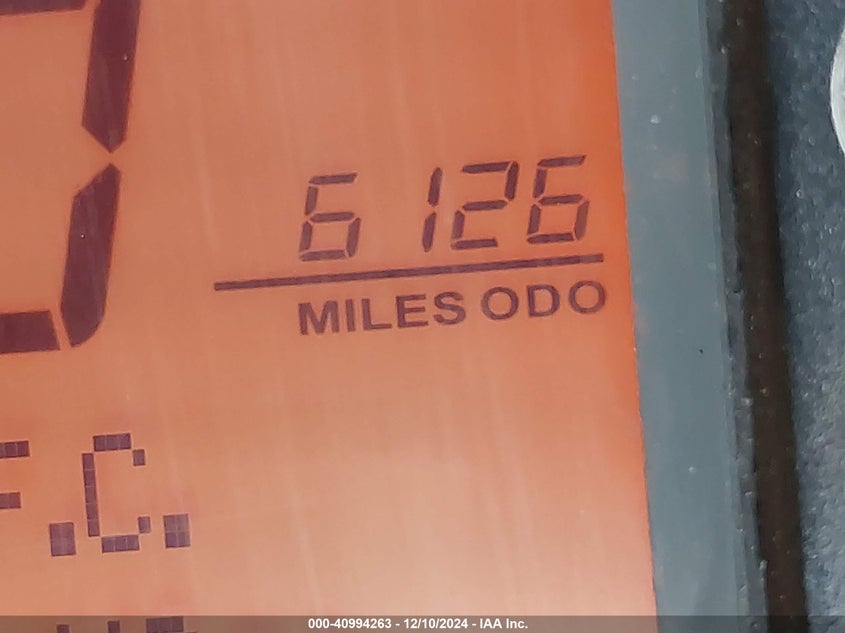 6126
MILES ODO
.C.
000-40994263 - 12/10/2024 - IAA Inc.